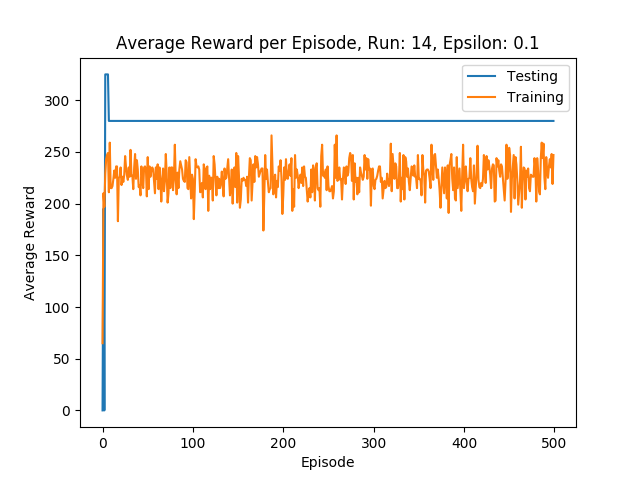 Average Reward per Episode, Run: 14, Epsilon: 0.1
Testing
Training
Average Reward
300
250
200
150
100
50
0
0 100 200 300 400 500
Episode